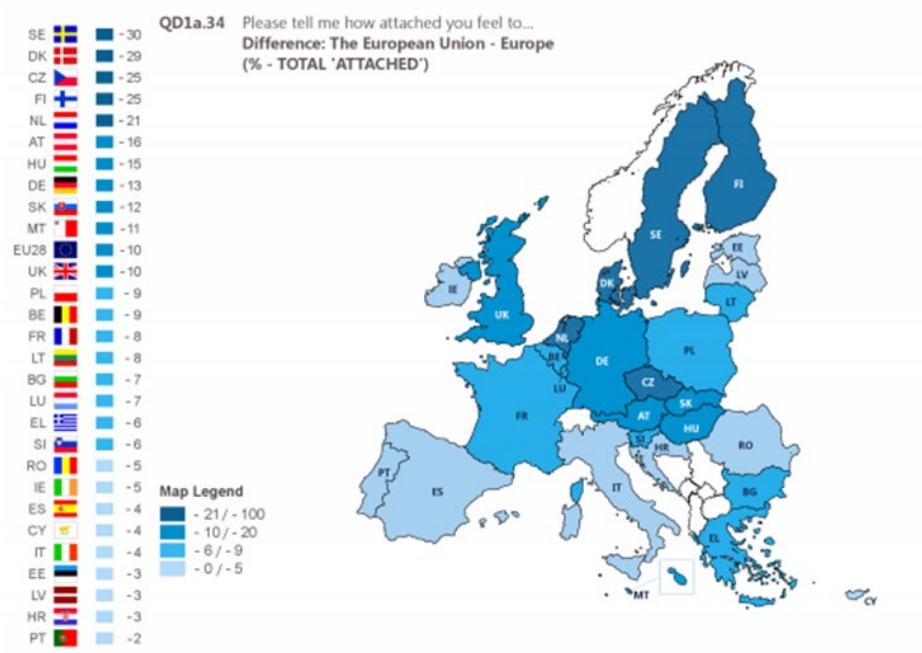 QD1a.34 Please tell me how attached you feel to...
Difference: The European Union - Europe
(% - TOTAL 'ATTACHED')
SE -30
DK -29
CZ -25
FI -25
NL -21
AT -16
HU -15
DE -13
SK -12
MT -11
EU28 -10
UK -10
PL -9
BE -9
FR -8
LT -8
BG -7
LU -7
EL -6
SI -6
RO -5
IE -5
ES -4
CY -4
IT -4
EE -3
LV -3
HR -3
PT -2
Map Legend
- 21 / - 100
- 10 / - 20
- 6 / - 9
- 0 / - 5
FI
SE
EE
LV
LT
DK
IE
UK
NL
BE
LU
DE
PL
CZ
SK
AT
HU
FR
SI
HR
RO
PT
ES
IT
BG
EL
MT
CY